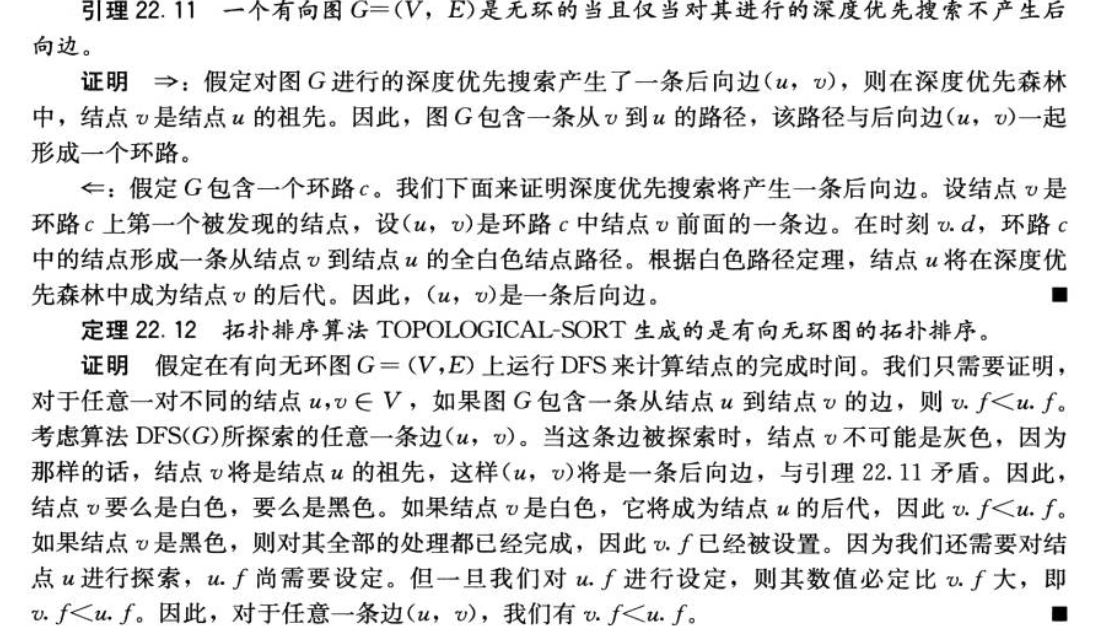 引理 22.11 一个有向图 G=(V, E)是无环的当且仅当对其进行的深度优先搜索不产生后
向边。
证明 ⇒：假定对图 G 进行的深度优先搜索产生了一条后向边(u, v)，则在深度优先森林
中，结点 v 是结点 u 的祖先。因此，图 G 包含一条从 v 到 u 的路径，该路径与后向边(u, v)一起
形成一个环路。
⇐：假定 G 包含一个环路 c。我们下面来证明深度优先搜索将产生一条后向边。设结点 v 是
环路 c 上第一个被发现的结点，设(u, v)是环路 c 中结点 v 前面的一条边。在时刻 v.d，环路 c
中的结点形成一条从结点 v 到结点 u 的全白色结点路径。根据白色路径定理，结点 u 将在深度优
先森林中成为结点 v 的后代。因此，(u, v)是一条后向边。 ■
定理 22.12 拓扑排序算法 TOPOLOGICAL-SORT 生成的是有向无环图的拓扑排序。
证明 假定在有向无环图 G=(V,E) 上运行 DFS 来计算结点的完成时间。我们只需要证明，
对于任意一对不同的结点 u,v∈V，如果图 G 包含一条从结点 u 到结点 v 的边，则 v.f<u.f。
考虑算法 DFS(G)所探索的任意一条边(u, v)。当这条边被探索时，结点 v 不可能是灰色，因为
那样的话，结点 v 将是结点 u 的祖先，这样(u, v)将是一条后向边，与引理 22.11 矛盾。因此，
结点 v 要么是白色，要么是黑色。如果结点 v 是白色，它将成为结点 u 的后代，因此 v.f<u.f。
如果结点 v 是黑色，则对其全部的处理都已经完成，因此 v.f 已经被设置。因为我们还需要对结
点 u 进行探索，u.f 尚需要设定。但一旦我们对 u.f 进行设定，则其数值必定比 v.f 大，即
v.f<u.f。因此，对于任意一条边(u, v)，我们有 v.f<u.f。 ■